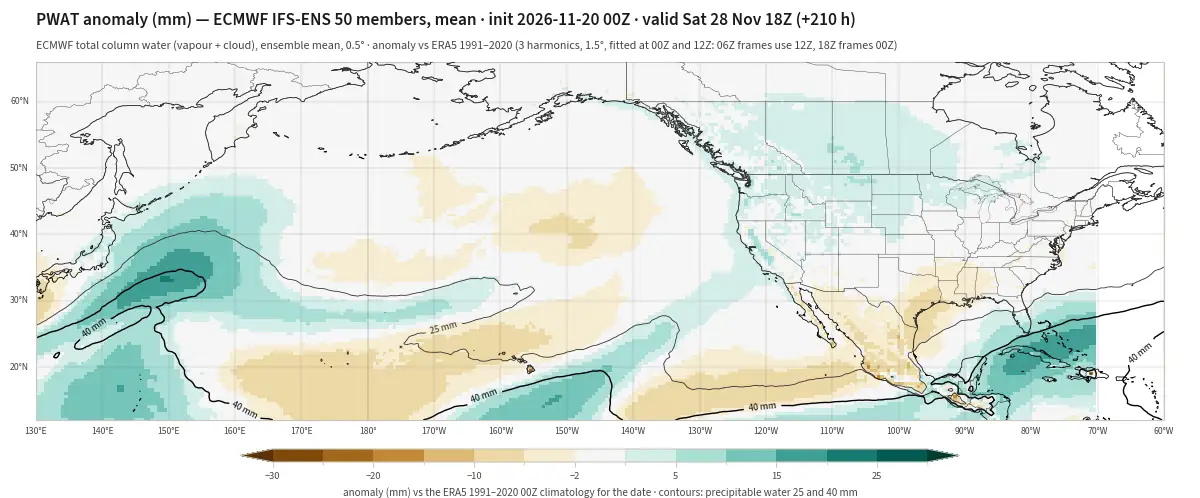 PWAT anomaly (mm) — ECMWF IFS-ENS 50 members, mean · init 2026-11-20 00Z · valid Sat 28 Nov 18Z (+210 h)
ECMWF total column water (vapour + cloud), ensemble mean, 0.5° · anomaly vs ERA5 1991–2020 (3 harmonics, 1.5°, fitted at 00Z and 12Z: 06Z frames use 12Z, 18Z frames 00Z)
60°N
50°N
40°N
30°N
20°N
40 mm
25 mm
40 mm
40 mm
40 mm
40 mm
130°E 140°E 150°E 160°E 170°E 180° 170°W 160°W 150°W 140°W 130°W 120°W 110°W 100°W 90°W 80°W 70°W 60°W
−30 −20 −10 −2 5 15 25
anomaly (mm) vs the ERA5 1991–2020 00Z climatology for the date · contours: precipitable water 25 and 40 mm